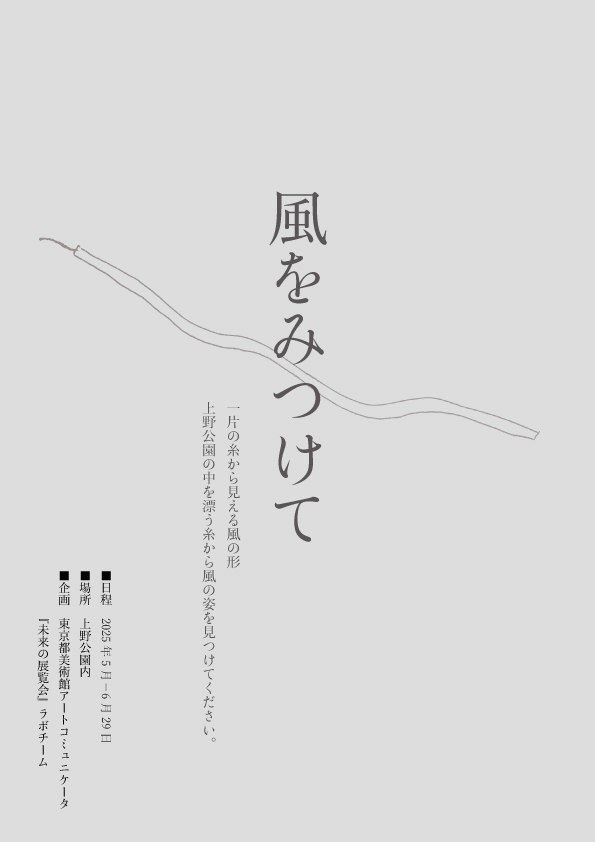 風をみつけて
一片の糸から見える風の形
上野公園の中を漂う糸から風の姿を見つけてください。
■日程　2025年5月−6月29日
■場所　上野公園内
■企画　東京都美術館アートコミュニケータ
『未来の展覧会』ラボチーム